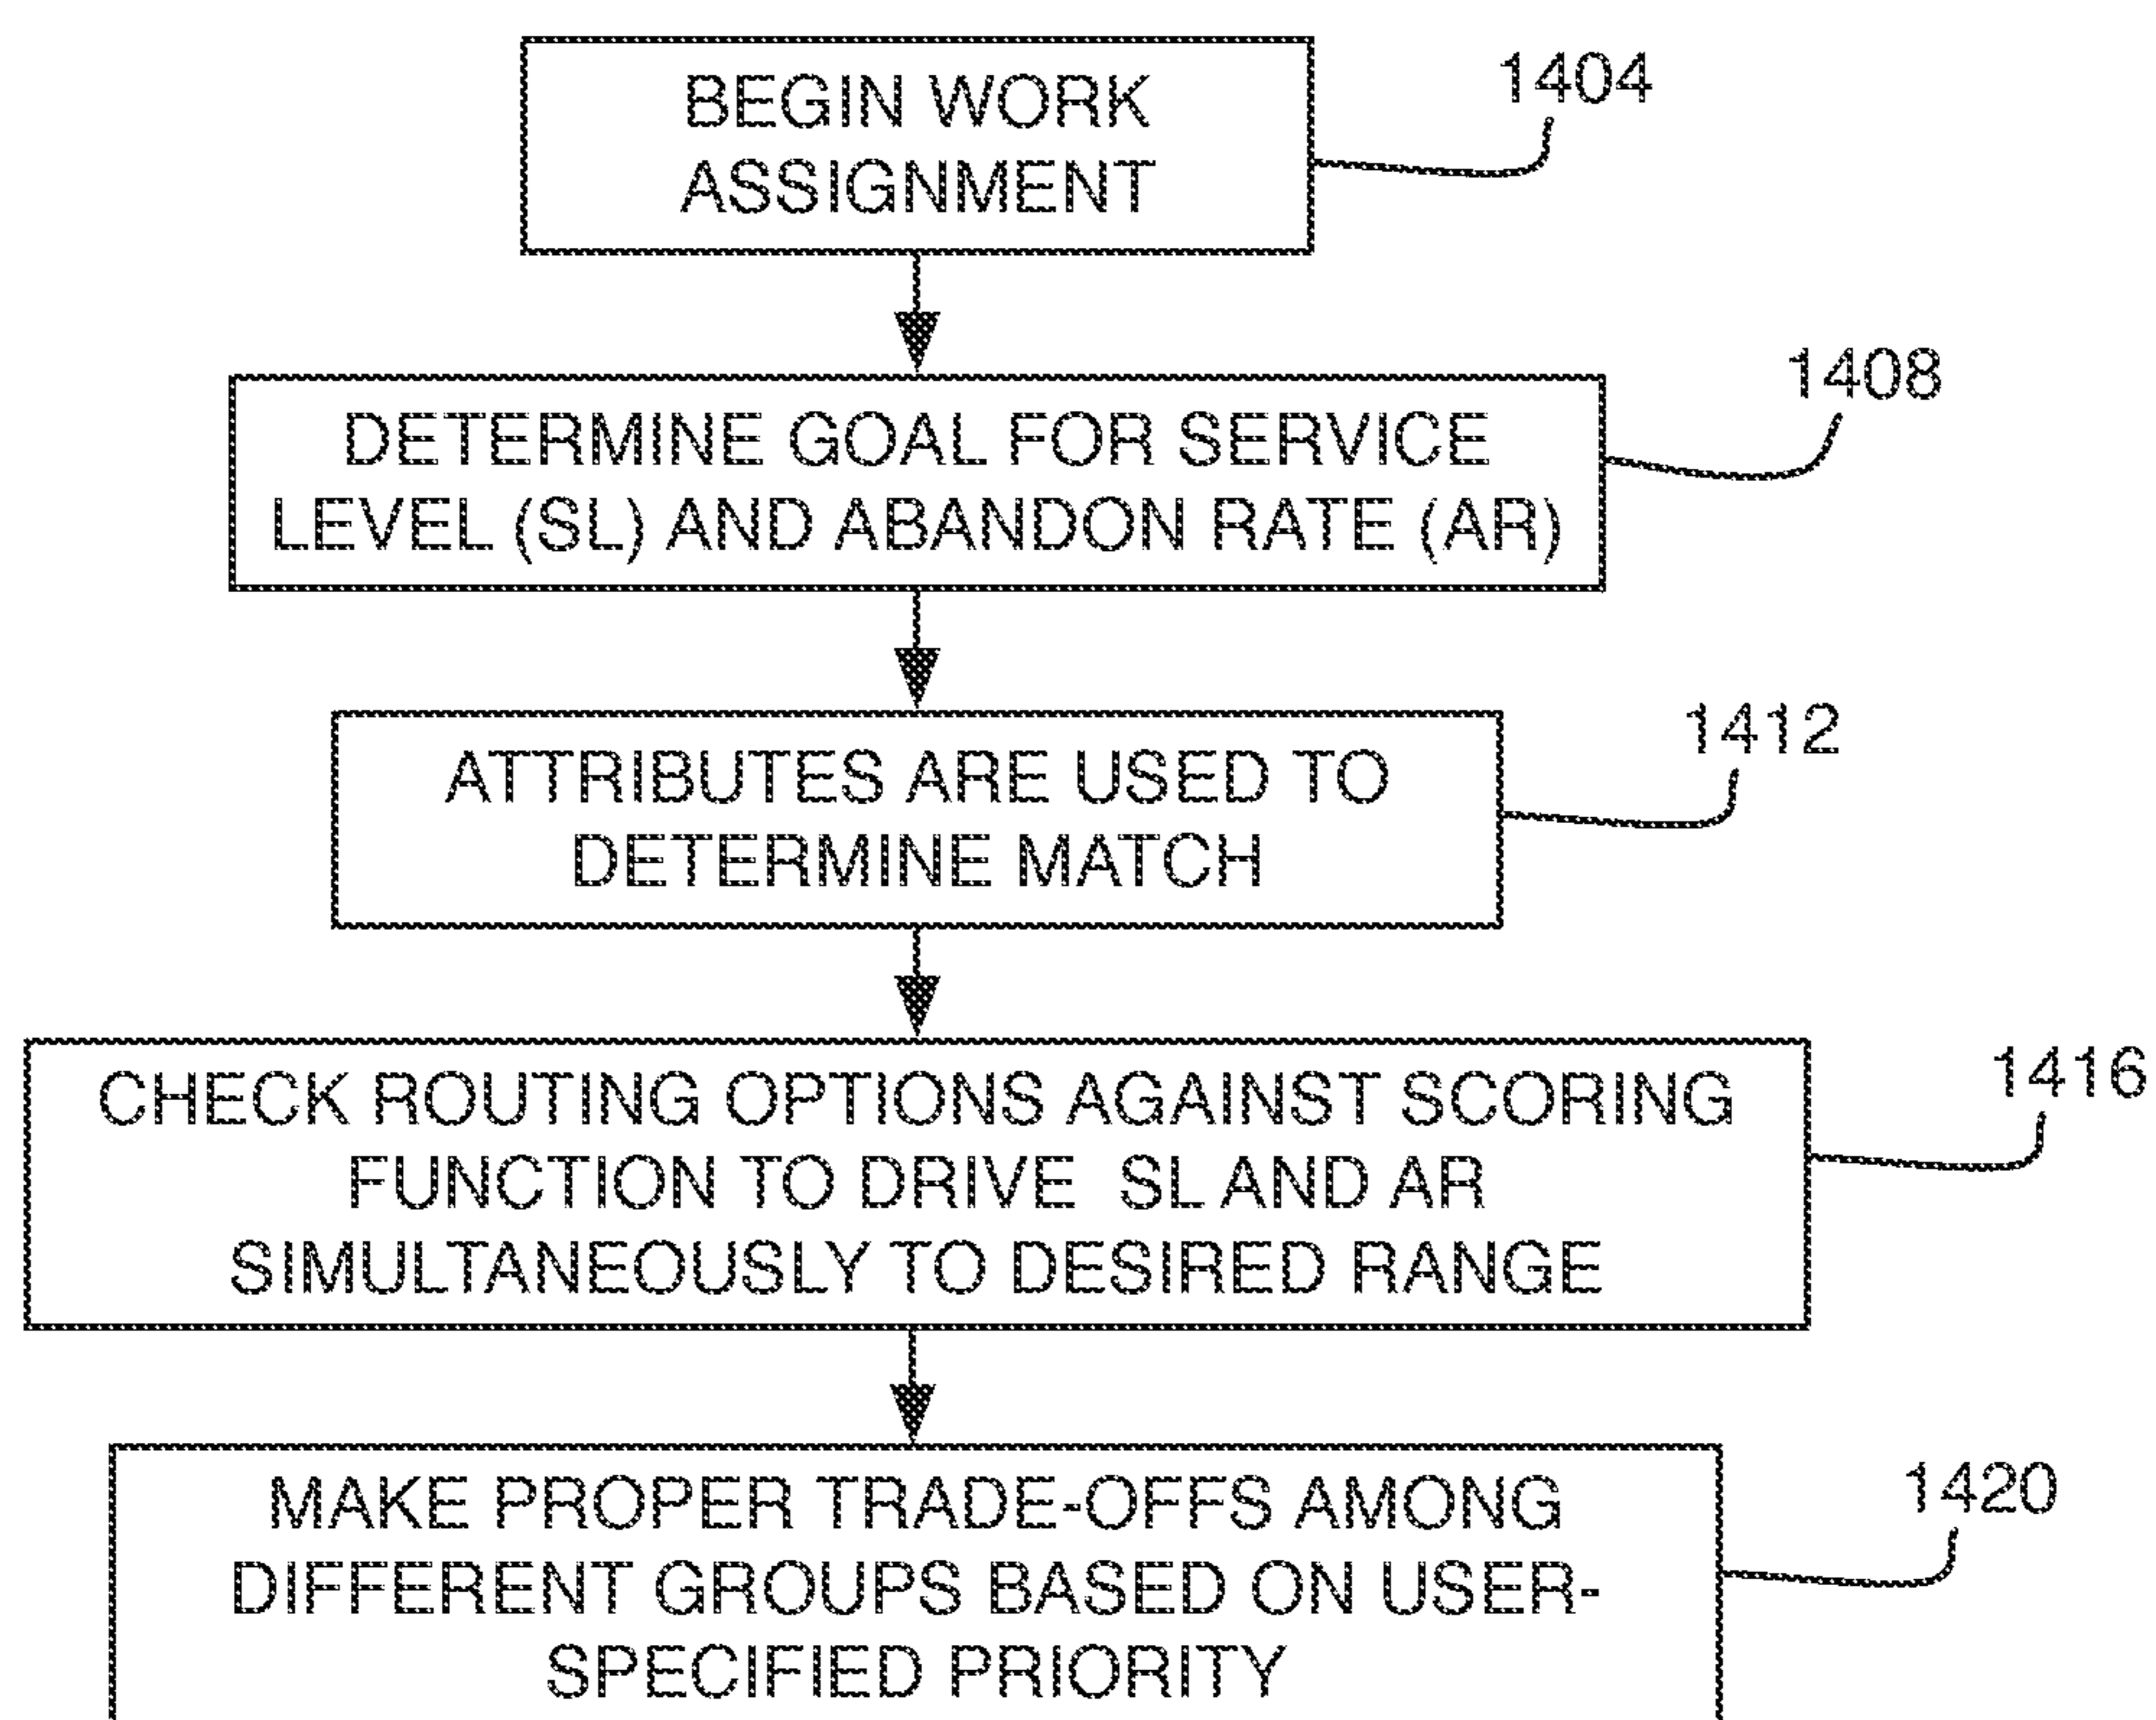 BEGIN WORK
ASSIGNMENT
1404
DETERMINE GOAL FOR SERVICE
LEVEL (SL) AND ABANDON RATE (AR)
1408
ATTRIBUTES ARE USED TO
DETERMINE MATCH
1412
CHECK ROUTING OPTIONS AGAINST SCORING
FUNCTION TO DRIVE SL AND AR
SIMULTANEOUSLY TO DESIRED RANGE
1416
MAKE PROPER TRADE-OFFS AMONG
DIFFERENT GROUPS BASED ON USER-
SPECIFIED PRIORITY
1420